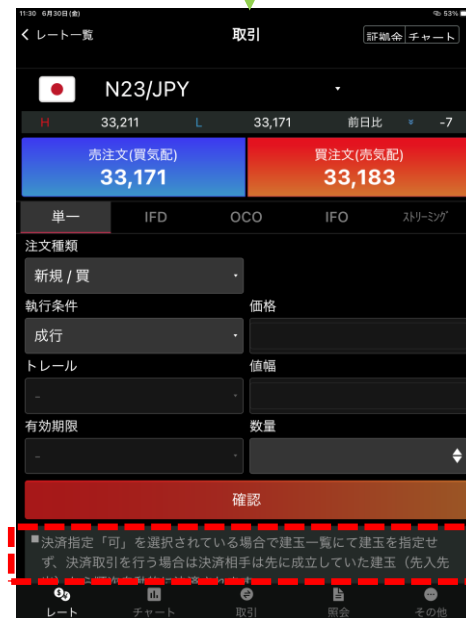 11:30 6月30日(金)
53%
レート一覧
取引
証拠金 チャート
N23/JPY
H 33,211 L 33,171 前日比 -7
売注文(買気配) 買注文(売気配)
33,171 33,183
単一 IFD OCO IFO ストリーミング
注文種類
新規 / 買
執行条件 価格
成行
トレール 値幅
-
有効期限 数量
-
確認
■決済指定「可」を選択されている場合で建玉一覧にて建玉を指定せ
ず、決済取引を行う場合は決済相手は先に成立していた建玉（先入先
レート チャート 取引 照会 その他